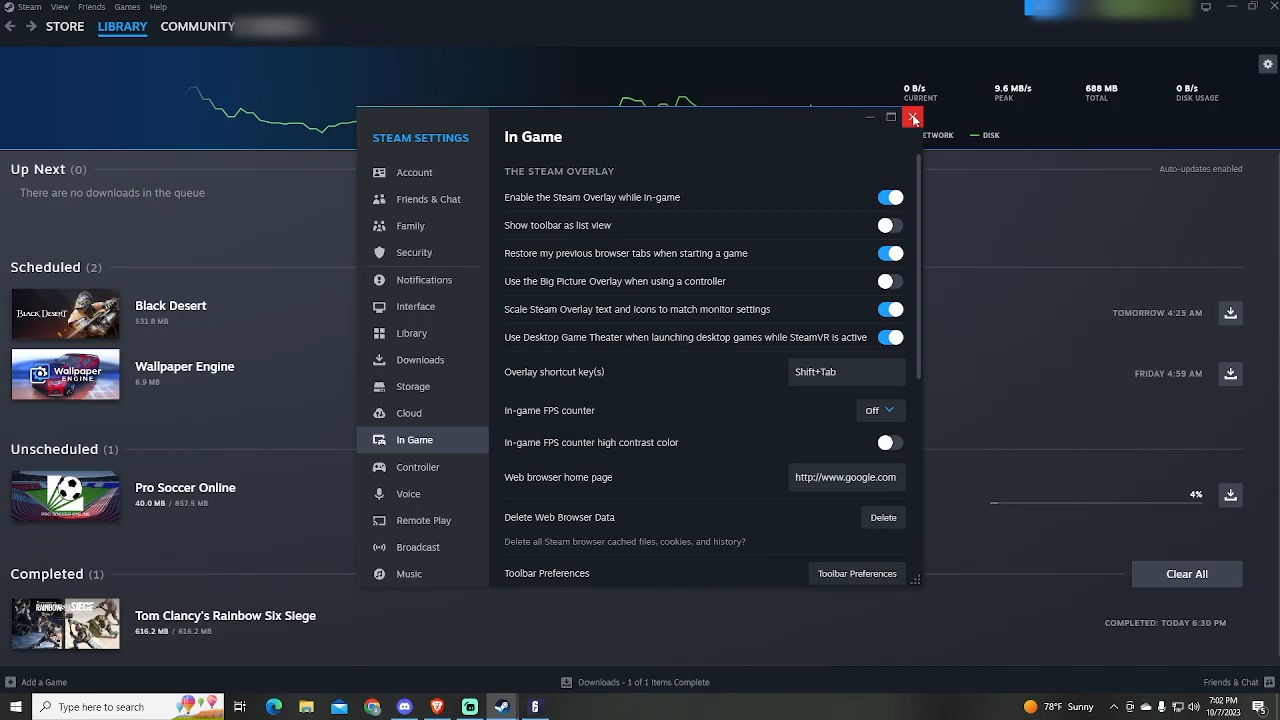 Steam View Friends Games Help
STORE LIBRARY COMMUNITY
0 B/s 9.6 MB/s 688 MB 0 B/s
CURRENT PEAK TOTAL DISK USAGE
ETWORK DISK
STEAM SETTINGS
Account
Friends & Chat
Family
Security
Notifications
Interface
Library
Downloads
Storage
Cloud
In Game
Controller
Voice
Remote Play
Broadcast
Music
In Game
THE STEAM OVERLAY
Enable the Steam Overlay while in-game
Show toolbar as list view
Restore my previous browser tabs when starting a game
Use the Big Picture Overlay when using a controller
Scale Steam Overlay text and icons to match monitor settings
Use Desktop Game Theater when launching desktop games while SteamVR is active
Overlay shortcut key(s) Shift+Tab
In-game FPS counter Off
In-game FPS counter high contrast color
Web browser home page http://www.google.com
Delete Web Browser Data Delete
Delete all Steam browser cached files, cookies, and history?
Toolbar Preferences Toolbar Preferences
Up Next (0) Auto-updates enabled
There are no downloads in the queue
Scheduled (2)
BLACK DESERT
Black Desert
531.8 MB
TOMORROW 4:25 AM
WALLPAPER ENGINE
Wallpaper Engine
6.9 MB
FRIDAY 4:59 AM
Unscheduled (1)
PRO SOCCER ONLINE
Pro Soccer Online
40.0 MB / 857.5 MB
4%
Completed (1) Clear All
RAINBOW SIX SIEGE
Tom Clancy's Rainbow Six Siege
616.2 MB / 616.2 MB
COMPLETED: TODAY 6:30 PM
Add a Game Downloads - 1 of 1 Items Complete Friends & Chat
Type here to search
78°F Sunny
7:02 PM
10/7/2023